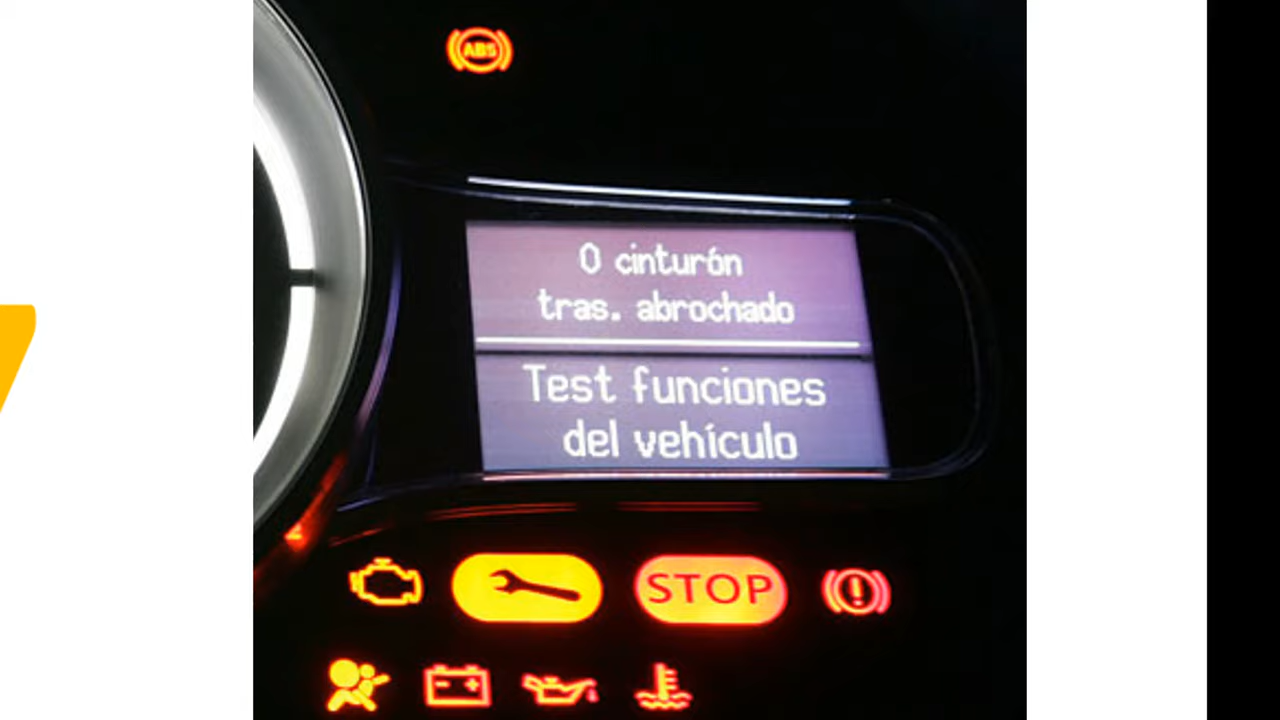 ABS
0 cinturón
tras. abrochado
Test funciones
del vehículo
STOP